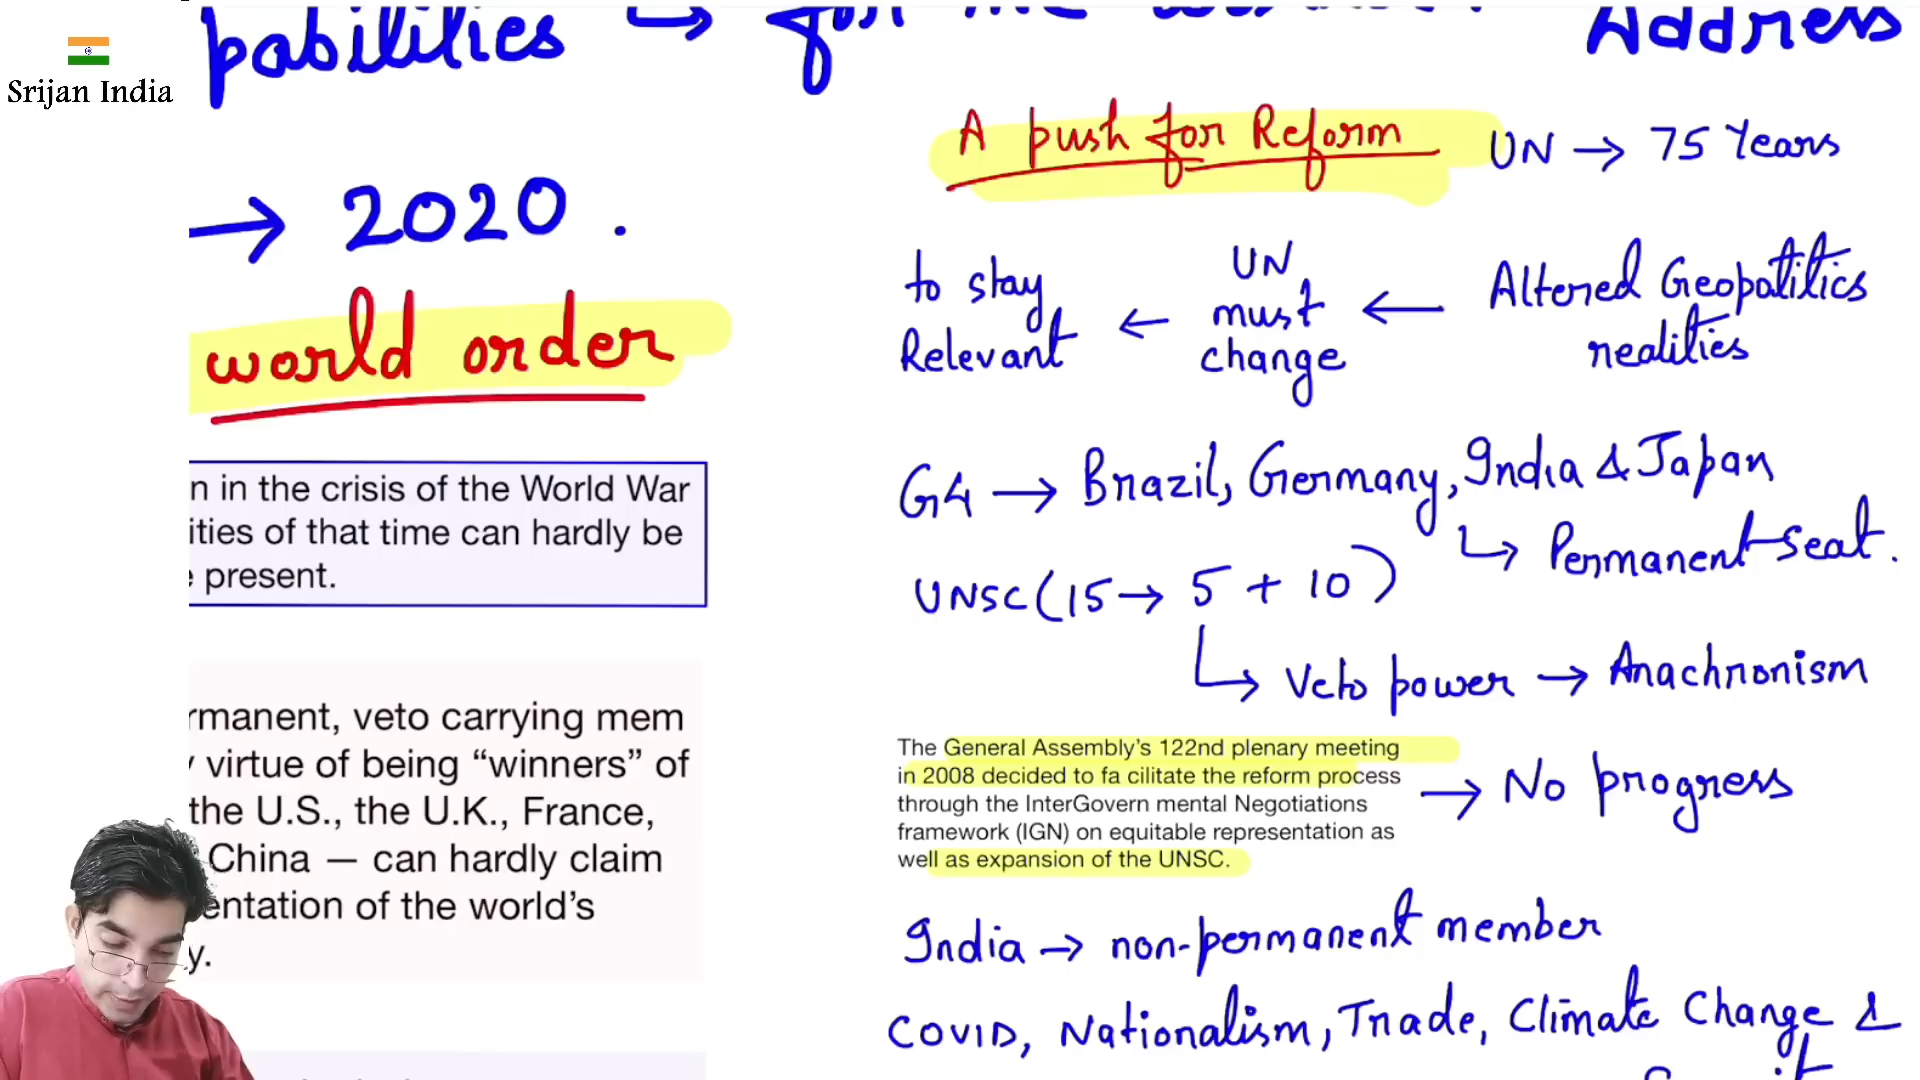 Srijan India
pabilities → for the
Address
→ 2020.
world order
n in the crisis of the World War
ities of that time can hardly be
present.
rmanent, veto carrying mem
virtue of being “winners” of
the U.S., the U.K., France,
China — can hardly claim
entation of the world’s
y.
A push for Reform
UN → 75 Years
to stay Relevant ← UN must change ← Altered Geopolitics realities
G4 → Brazil, Germany, India & Japan
↳ Permanent seat.
UNSC (15 → 5 + 10)
↳ Veto power → Anachronism
The General Assembly’s 122nd plenary meeting
in 2008 decided to fa cilitate the reform process
through the InterGovern mental Negotiations
framework (IGN) on equitable representation as
well as expansion of the UNSC.
→ No progress
India → non-permanent member
COVID, Nationalism, Trade, Climate Change &